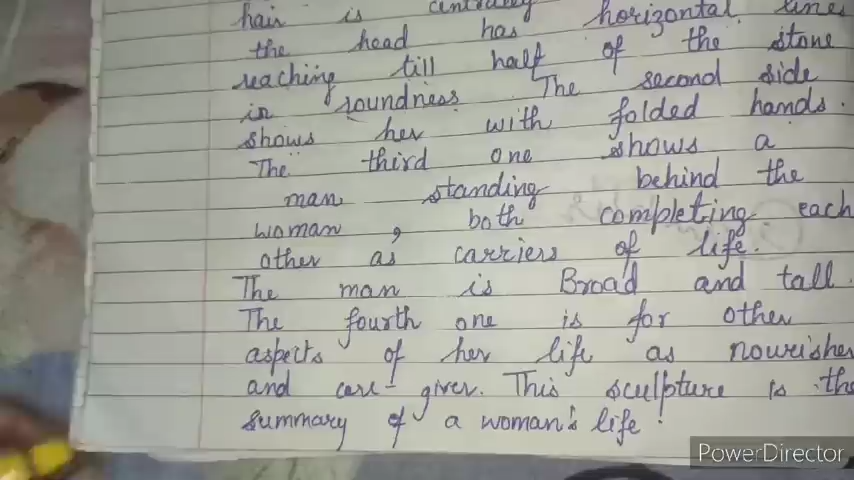 hair is centrally horizontal lines
the head has
reaching till half of the stone
in roundness. The second side
shows her with folded hands.
The third one shows a
man standing behind the
woman, both completing each
other as carriers of life.
The man is Broad and tall.
The fourth one is for other
aspects of her life as nourisher
and care-giver. This sculpture is the
summary of a woman's life.
PowerDirector